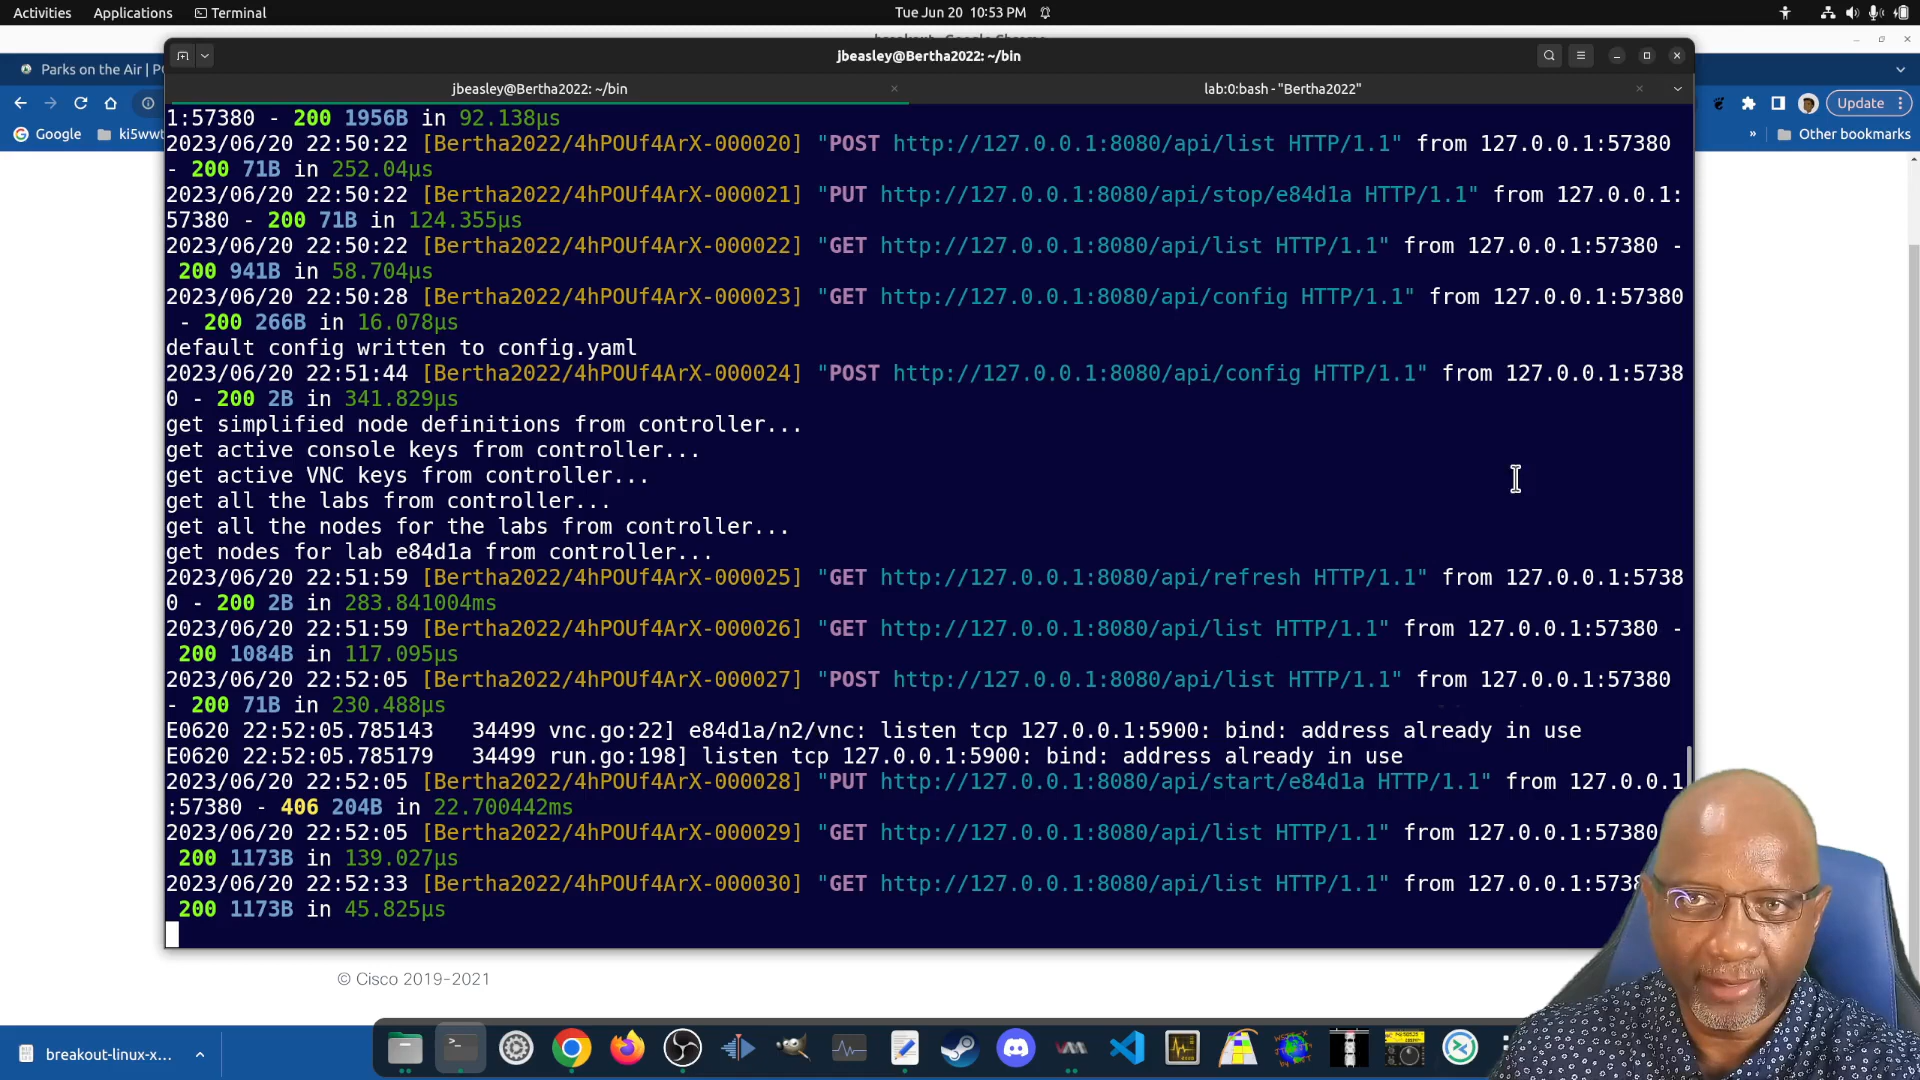 Activities Applications Terminal Tue Jun 20 10:53 PM
jbeasley@Bertha2022: ~/bin
Parks on the Air | P
jbeasley@Bertha2022: ~/bin lab:0:bash - "Bertha2022"
Update
Google ki5wwt » Other bookmarks
1:57380 - 200 1956B in 92.138µs
2023/06/20 22:50:22 [Bertha2022/4hPOUf4ArX-000020] "POST http://127.0.0.1:8080/api/list HTTP/1.1" from 127.0.0.1:57380
- 200 71B in 252.04µs
2023/06/20 22:50:22 [Bertha2022/4hPOUf4ArX-000021] "PUT http://127.0.0.1:8080/api/stop/e84d1a HTTP/1.1" from 127.0.0.1:
57380 - 200 71B in 124.355µs
2023/06/20 22:50:22 [Bertha2022/4hPOUf4ArX-000022] "GET http://127.0.0.1:8080/api/list HTTP/1.1" from 127.0.0.1:57380 -
200 941B in 58.704µs
2023/06/20 22:50:28 [Bertha2022/4hPOUf4ArX-000023] "GET http://127.0.0.1:8080/api/config HTTP/1.1" from 127.0.0.1:57380
- 200 266B in 16.078µs
default config written to config.yaml
2023/06/20 22:51:44 [Bertha2022/4hPOUf4ArX-000024] "POST http://127.0.0.1:8080/api/config HTTP/1.1" from 127.0.0.1:5738
0 - 200 2B in 341.829µs
get simplified node definitions from controller...
get active console keys from controller...
get active VNC keys from controller...
get all the labs from controller...
get all the nodes for the labs from controller...
get nodes for lab e84d1a from controller...
2023/06/20 22:51:59 [Bertha2022/4hPOUf4ArX-000025] "GET http://127.0.0.1:8080/api/refresh HTTP/1.1" from 127.0.0.1:5738
0 - 200 2B in 283.841004ms
2023/06/20 22:51:59 [Bertha2022/4hPOUf4ArX-000026] "GET http://127.0.0.1:8080/api/list HTTP/1.1" from 127.0.0.1:57380 -
200 1084B in 117.095µs
2023/06/20 22:52:05 [Bertha2022/4hPOUf4ArX-000027] "POST http://127.0.0.1:8080/api/list HTTP/1.1" from 127.0.0.1:57380
- 200 71B in 230.488µs
E0620 22:52:05.785143 34499 vnc.go:22] e84d1a/n2/vnc: listen tcp 127.0.0.1:5900: bind: address already in use
E0620 22:52:05.785179 34499 run.go:198] listen tcp 127.0.0.1:5900: bind: address already in use
2023/06/20 22:52:05 [Bertha2022/4hPOUf4ArX-000028] "PUT http://127.0.0.1:8080/api/start/e84d1a HTTP/1.1" from 127.0.0.1
:57380 - 406 204B in 22.700442ms
2023/06/20 22:52:05 [Bertha2022/4hPOUf4ArX-000029] "GET http://127.0.0.1:8080/api/list HTTP/1.1" from 127.0.0.1:57380
200 1173B in 139.027µs
2023/06/20 22:52:33 [Bertha2022/4hPOUf4ArX-000030] "GET http://127.0.0.1:8080/api/list HTTP/1.1" from 127.0.0.1:5738
200 1173B in 45.825µs
© Cisco 2019-2021
breakout-linux-x...